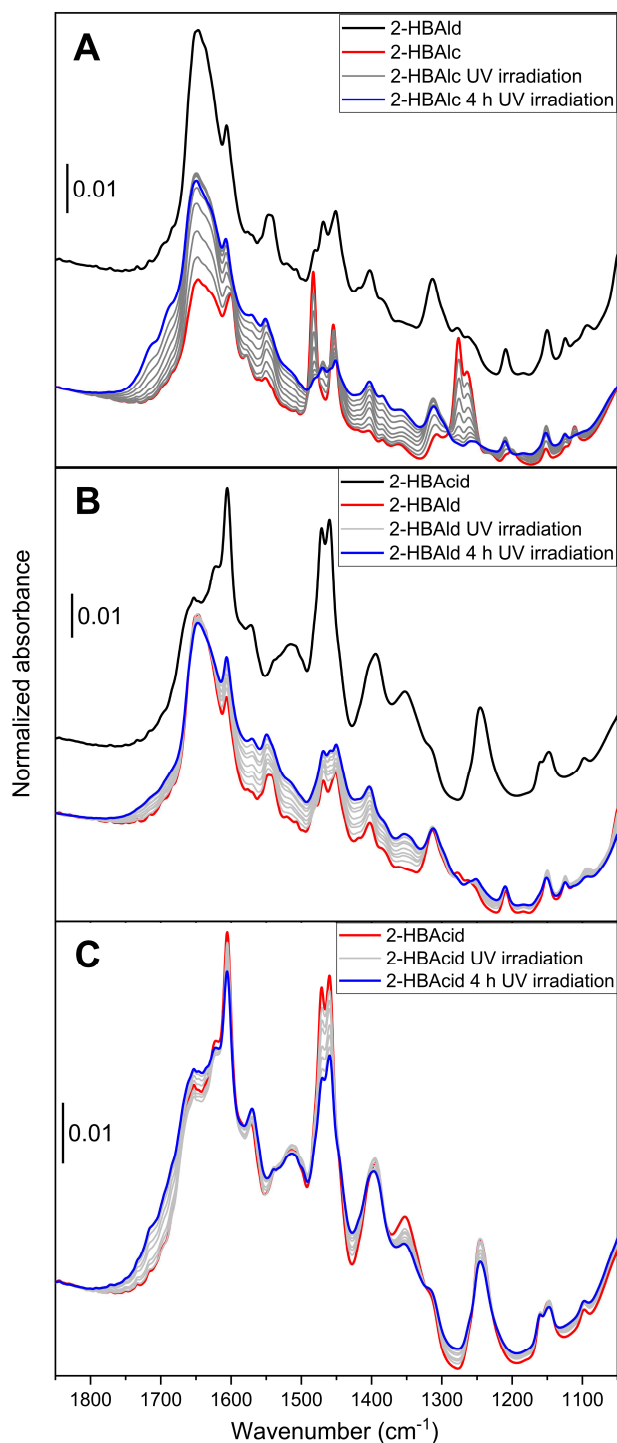 A
2-HBAld
2-HBAlc
2-HBAlc UV irradiation
2-HBAlc 4 h UV irradiation
0.01
B
2-HBAcid
2-HBAld
2-HBAld UV irradiation
2-HBAld 4 h UV irradiation
0.01
Normalized absorbance
C
2-HBAcid
2-HBAcid UV irradiation
2-HBAcid 4 h UV irradiation
0.01
1800 1700 1600 1500 1400 1300 1200 1100
Wavenumber (cm⁻¹)